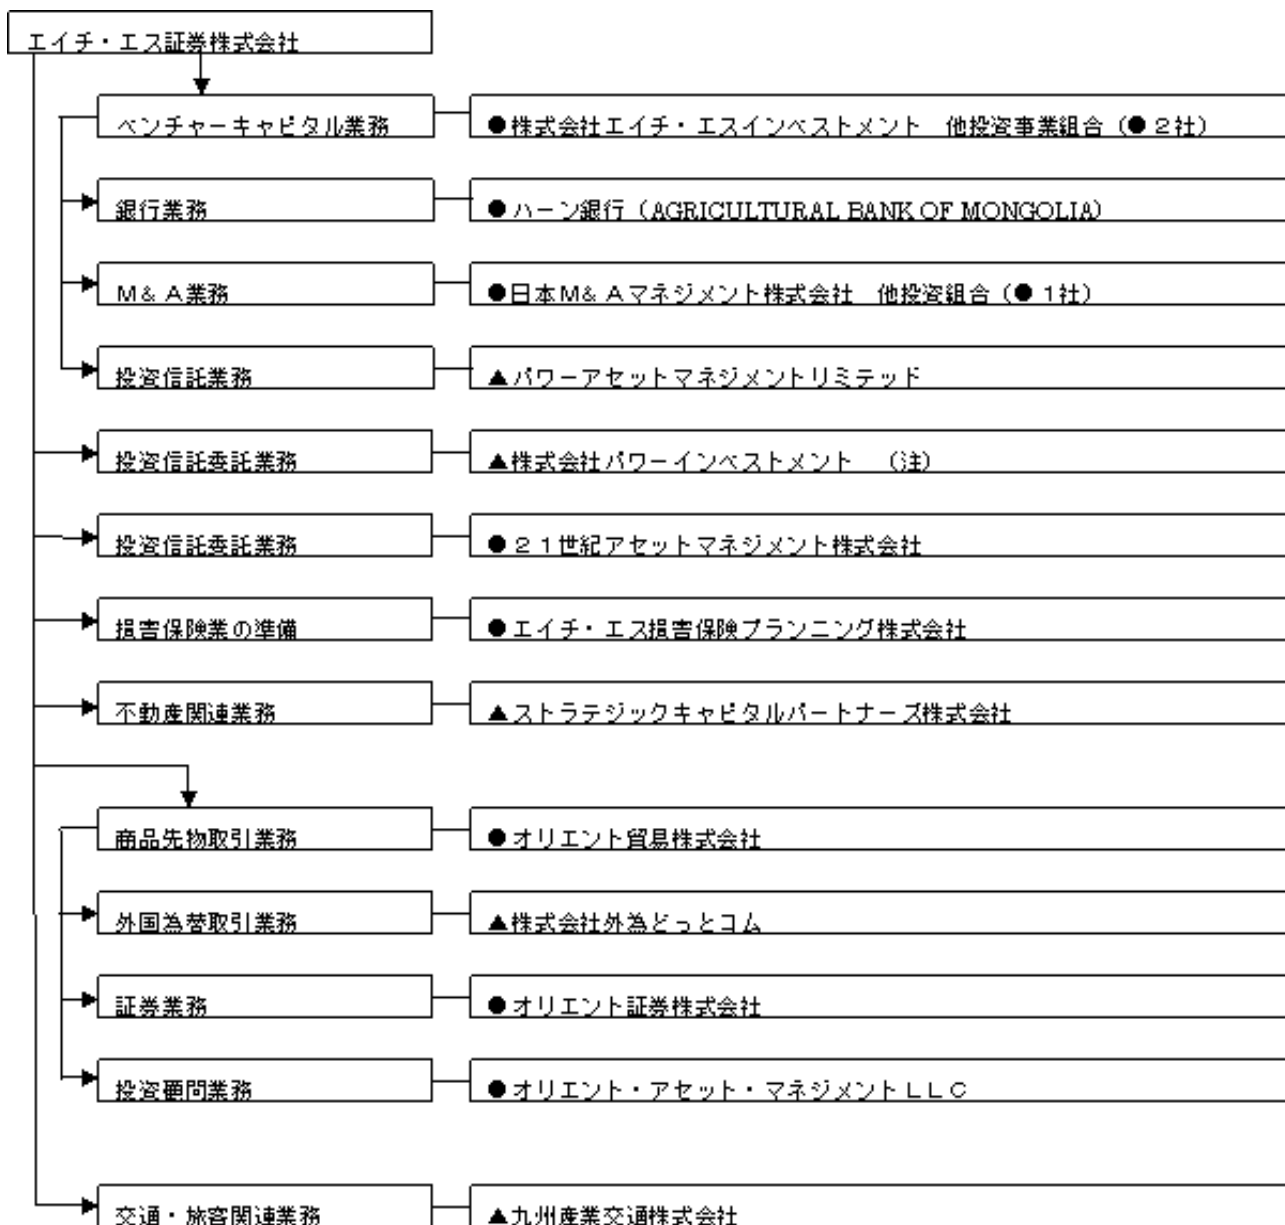 エイチ・エス証券株式会社
ベンチャーキャピタル業務 ●株式会社エイチ・エスインベストメント 他投資事業組合（●２社）
銀行業務 ●ハーン銀行（AGRICULTURAL BANK OF MONGOLIA）
Ｍ＆Ａ業務 ●日本Ｍ＆Ａマネジメント株式会社 他投資組合（●１社）
投資信託業務 ▲パワーアセットマネジメントリミテッド
投資信託委託業務 ▲株式会社パワーインベストメント （注）
投資信託委託業務 ●２１世紀アセットマネジメント株式会社
損害保険業の準備 ●エイチ・エス損害保険プランニング株式会社
不動産関連業務 ▲ストラテジックキャピタルパートナーズ株式会社
商品先物取引業務 ●オリエント貿易株式会社
外国為替取引業務 ▲株式会社外為どっとコム
証券業務 ●オリエント証券株式会社
投資顧問業務 ●オリエント・アセット・マネジメントＬＬＣ
交通・旅客関連業務 ▲九州産業交通株式会社